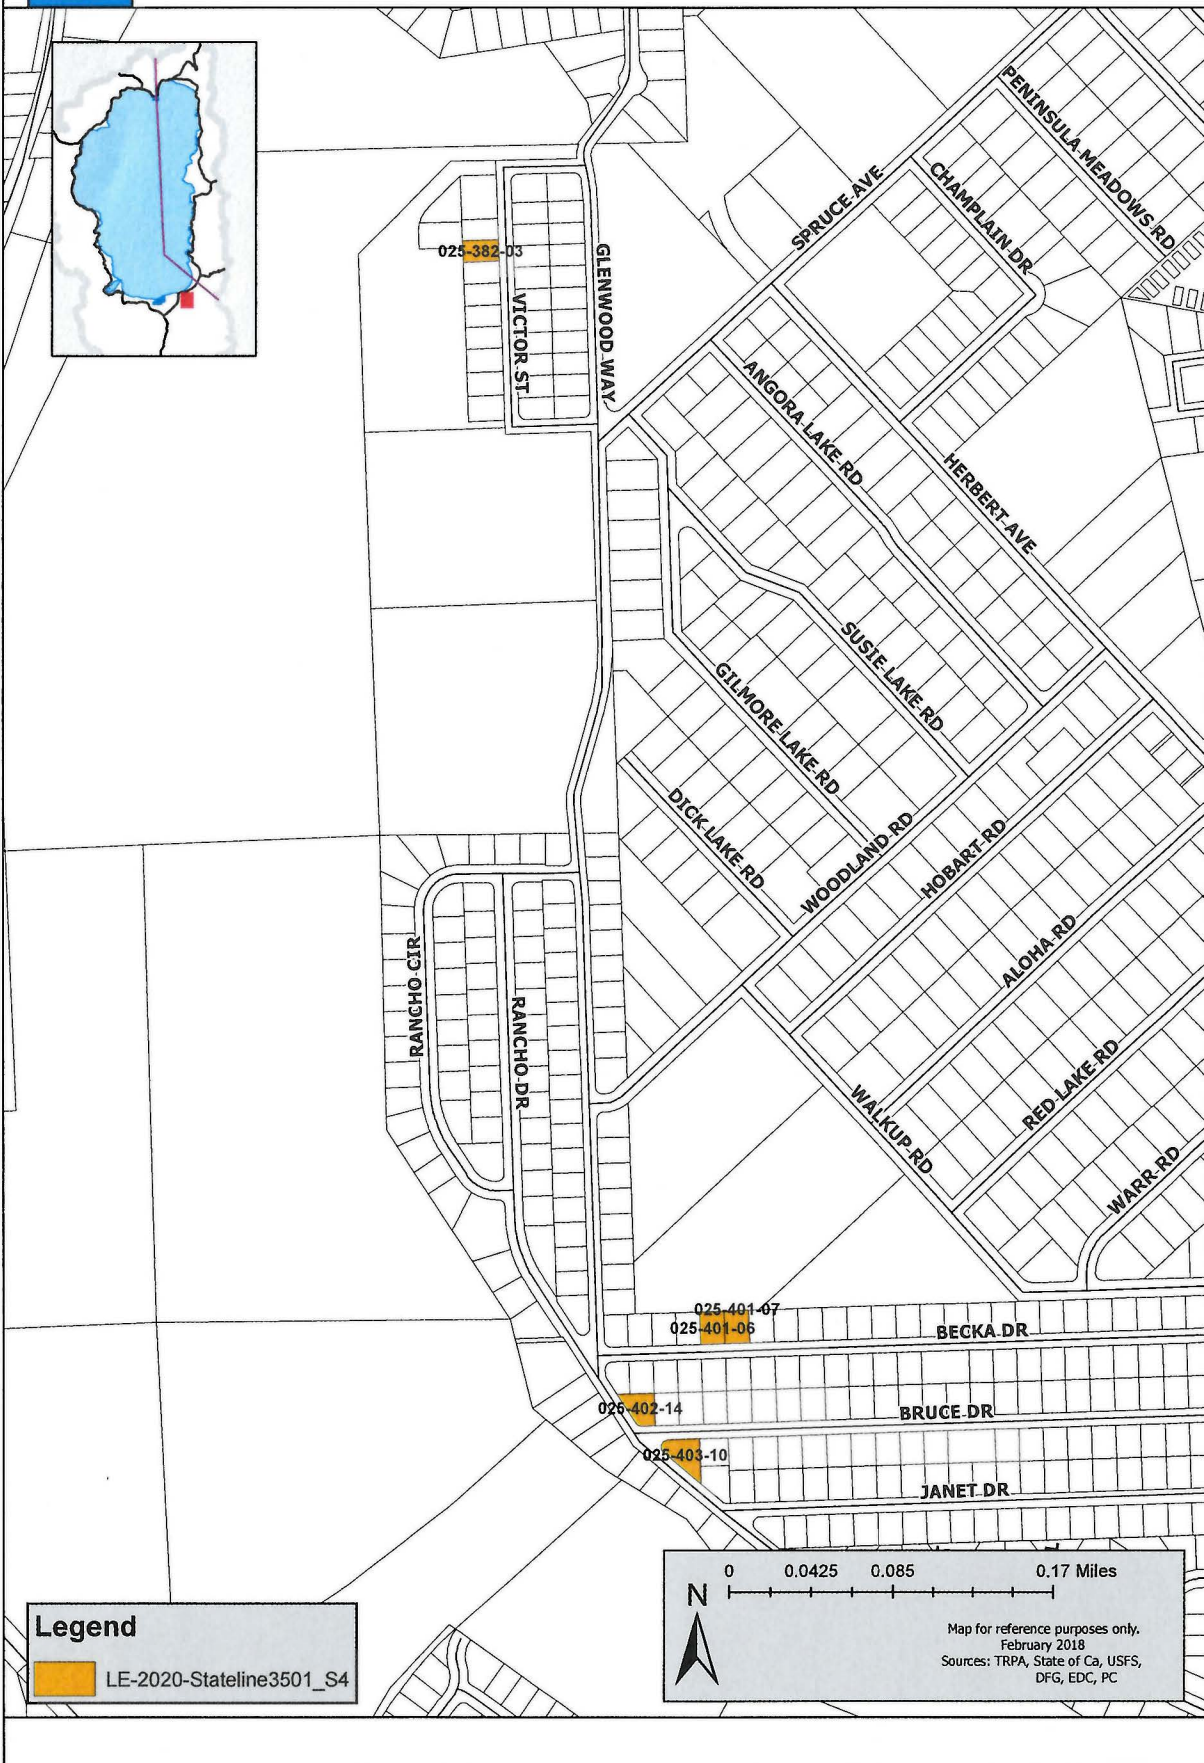 PENINSULA MEADOWS RD
CHAMPLAIN DR
SPRUCE AVE
025-382-03
GLENWOOD WAY
VICTOR ST
ANGORA LAKE RD
HERBERT AVE
SUSIE LAKE RD
GILMORE LAKE RD
DICK LAKE RD
WOODLAND RD
HOBART RD
ALOHA RD
RANCHO CIR
RANCHO DR
RED LAKE RD
WALKUP RD
WARR RD
025-401-07
025-401-06
BECKA DR
025-402-14
BRUCE DR
025-403-10
JANET DR
0 0.0425 0.085 0.17 Miles
N
Map for reference purposes only.
February 2018
Sources: TRPA, State of Ca, USFS,
DFG, EDC, PC
Legend
LE-2020-Stateline3501_S4